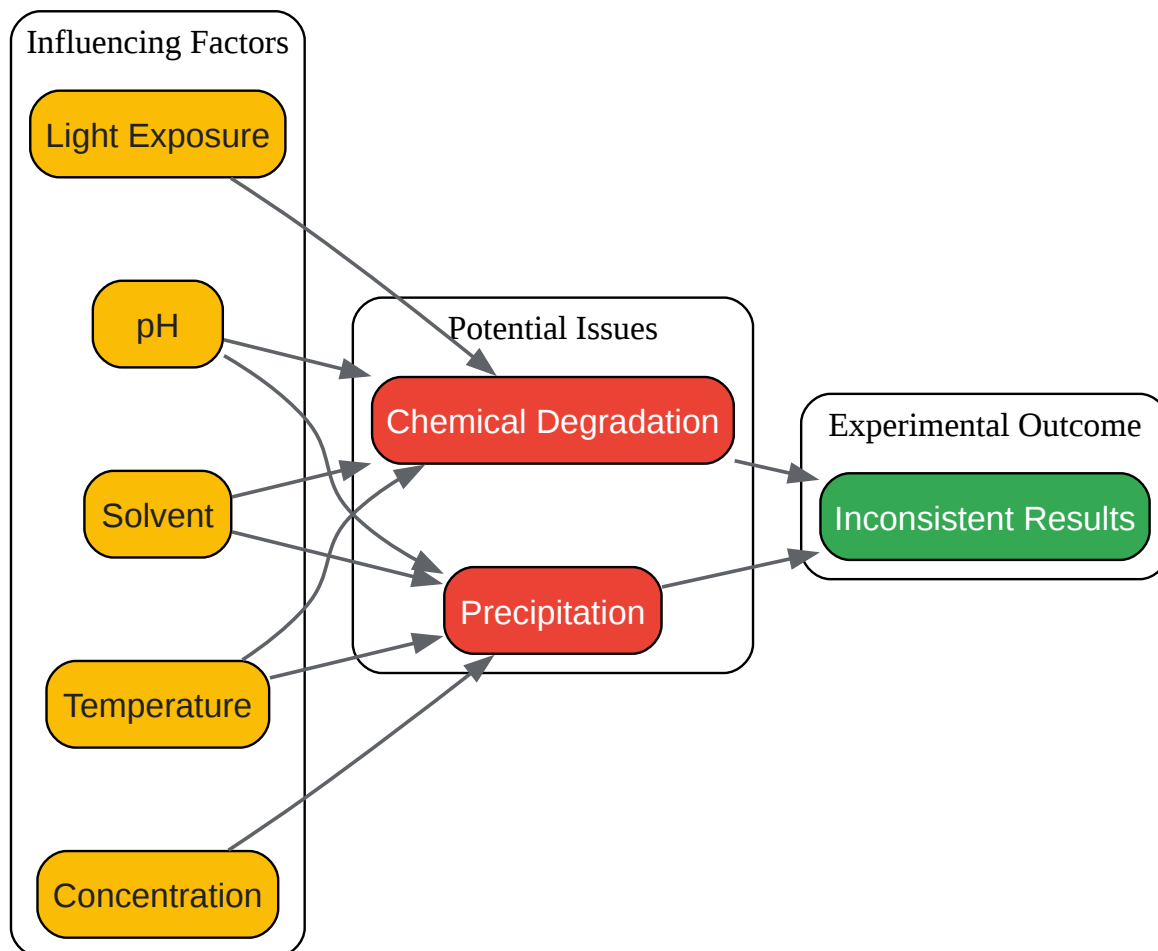 Influencing Factors
Light Exposure
pH
Solvent
Temperature
Concentration
Potential Issues
Chemical Degradation
Precipitation
Experimental Outcome
Inconsistent Results